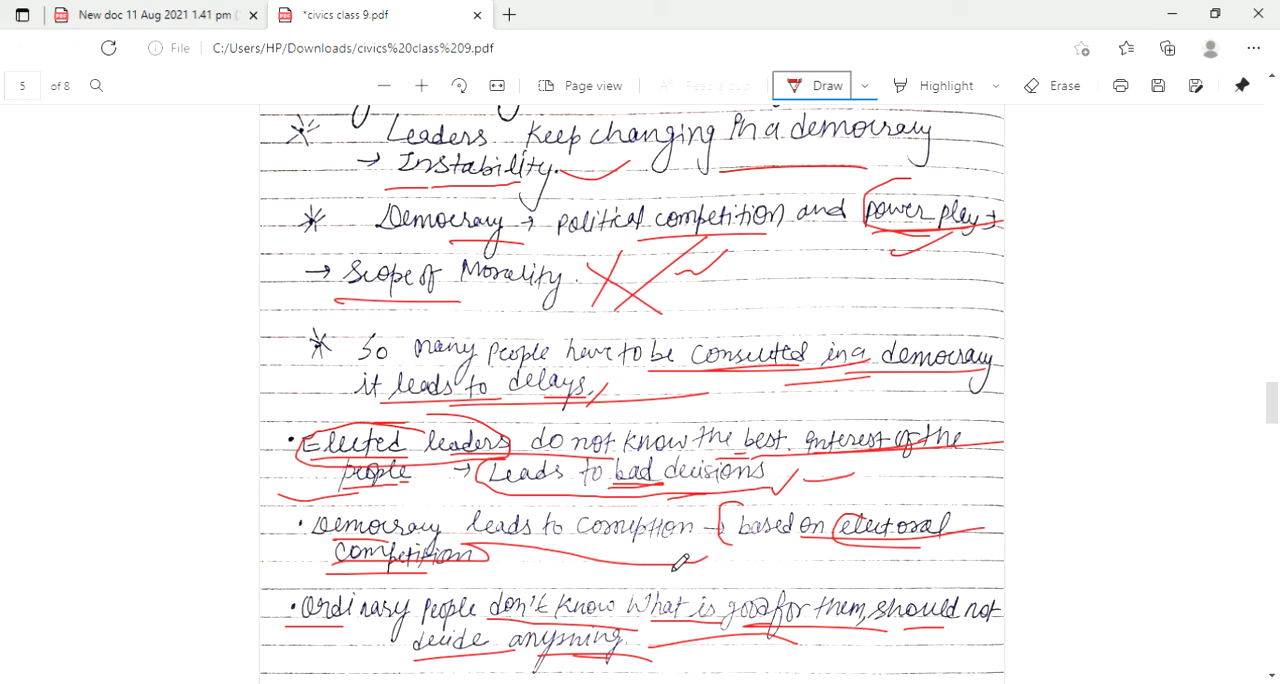 New doc 11 Aug 2021 1.41 pm (
*civics class 9.pdf
File C:/Users/HP/Downloads/civics%20class%209.pdf
5 of 8 Page view Draw Highlight Erase
Leaders keep changing in a democracy
→ Instability.
Democracy → political competition and power play →
→ Scope of Morality.
So many people have to be consulted in a democracy
it leads to delays.
• Elected leaders do not know the best interest of the
people → Leads to bad decisions
• Democracy leads to corruption → based on electoral
competition
• Ordinary people don't know what is good for them, should not
decide anything.